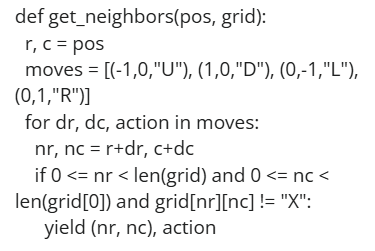 def get_neighbors(pos, grid):
  r, c = pos
  moves = [(-1,0,"U"), (1,0,"D"), (0,-1,"L"),
(0,1,"R")]
  for dr, dc, action in moves:
    nr, nc = r+dr, c+dc
    if 0 <= nr < len(grid) and 0 <= nc <
len(grid[0]) and grid[nr][nc] != "X":
      yield (nr, nc), action